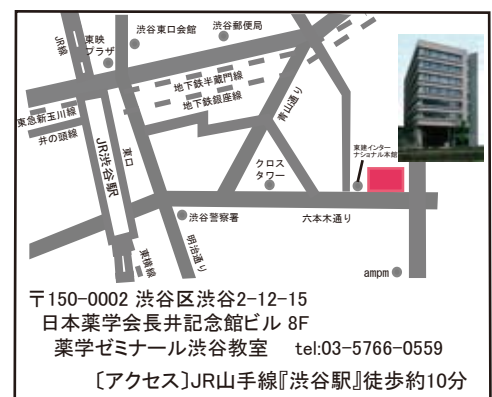 JR線
東映
プラザ
渋谷東口会館
渋谷郵便局
地下鉄半蔵門線
地下鉄銀座線
東急新玉川線
井の頭線
JR渋谷駅
東口
青山通り
東建インター
ナショナル本館
クロス
タワー
渋谷警察署
六本木通り
明治通り
東横線
ampm
〒150-0002 渋谷区渋谷2-12-15
日本薬学会長井記念館ビル 8F
薬学ゼミナール渋谷教室 tel:03-5766-0559
〔アクセス〕JR山手線『渋谷駅』徒歩約10分